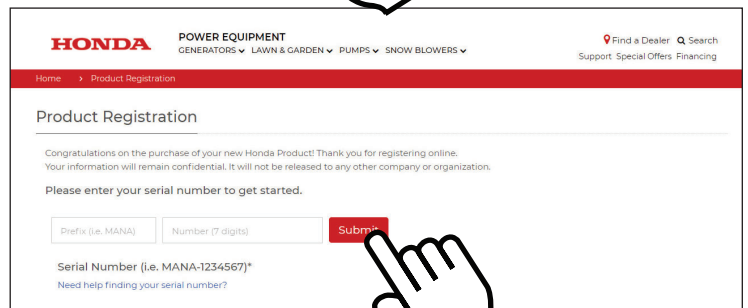 HONDA
POWER EQUIPMENT
GENERATORS LAWN & GARDEN PUMPS SNOW BLOWERS
Find a Dealer Search
Support Special Offers Financing
Home > Product Registration
Product Registration
Congratulations on the purchase of your new Honda Product! Thank you for registering online.
Your information will remain confidential. It will not be released to any other company or organization.
Please enter your serial number to get started.
Prefix (i.e. MANA) Number (7 digits) Submit
Serial Number (i.e. MANA-1234567)*
Need help finding your serial number?